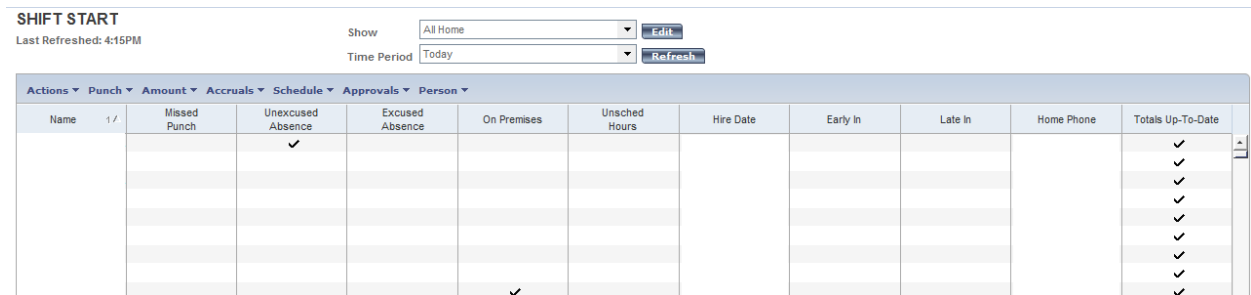 SHIFT START
Last Refreshed: 4:15PM
Show All Home Edit
Time Period Today Refresh
Actions Punch Amount Accruals Schedule Approvals Person
Name 1 Missed Punch Unexcused Absence Excused Absence On Premises Unsched Hours Hire Date Early In Late In Home Phone Totals Up-To-Date